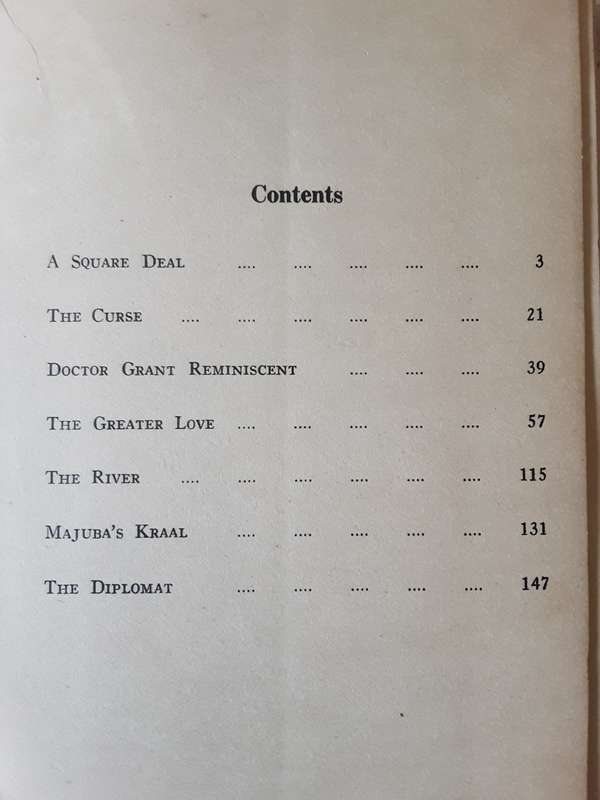 Contents
A Square Deal .... .... .... .... .... 3
The Curse .... .... .... .... .... .... 21
Doctor Grant Reminiscent .... .... .... 39
The Greater Love .... .... .... .... .... 57
The River .... .... .... .... .... .... 115
Majuba's Kraal .... .... .... .... .... 131
The Diplomat .... .... .... .... .... 147